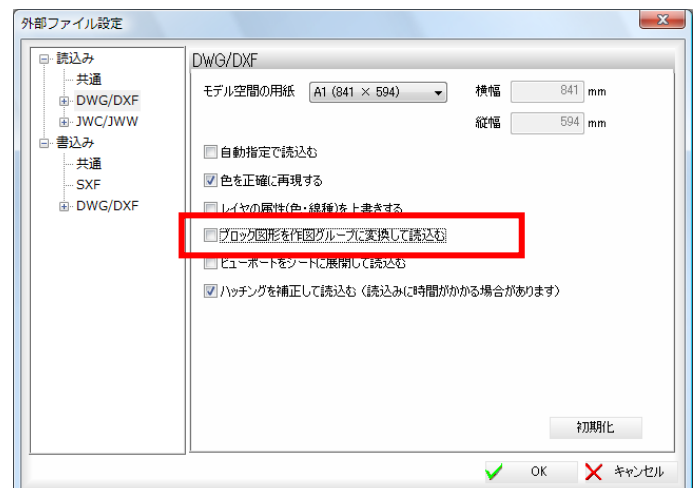 外部ファイル設定
読込み
共通
DWG/DXF
JWC/JWW
書込み
共通
SXF
DWG/DXF
DWG/DXF
モデル空間の用紙 A1 (841 × 594) 横幅 841 mm
縦幅 594 mm
自動指定で読込む
色を正確に再現する
レイヤの属性(色・線種)を上書きする
ブロック図形を作図グループに変換して読込む
ビューポートをシートに展開して読込む
ハッチングを補正して読込む (読込みに時間がかかる場合があります)
初期化
OK キャンセル